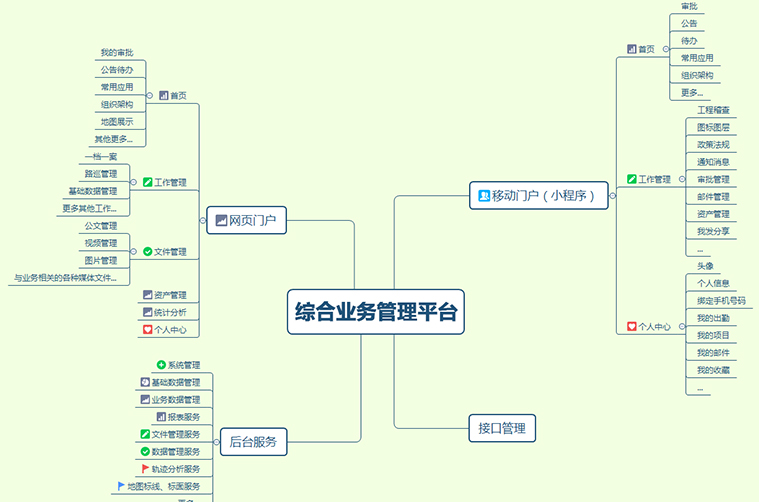 综合业务管理平台
网页门户
首页
我的审批
公告待办
常用应用
组织架构
地图展示
其他更多...
工作管理
一档一案
路巡管理
基础数据管理
更多其他工作...
文件管理
公文管理
视频管理
图片管理
与业务相关的各种媒体文件...
资产管理
统计分析
个人中心
后台服务
系统管理
基础数据管理
业务数据管理
报表服务
文件管理服务
数据管理服务
轨迹分析服务
地图标线、标面服务
移动门户（小程序）
首页
审批
公告
待办
常用应用
组织架构
更多...
工作管理
工程稽查
图标图层
政策法规
通知消息
审批管理
邮件管理
资产管理
我发分享
...
个人中心
头像
个人信息
绑定手机号码
我的出勤
我的项目
我的邮件
我的收藏
...
接口管理